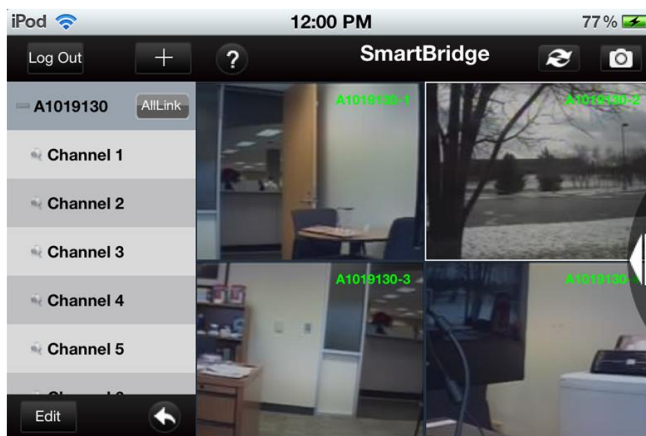 iPod 12:00 PM 77%
Log Out + ? SmartBridge
A1019130 AllLink
A1019130-1
A1019130-2
Channel 1
Channel 2
Channel 3
A1019130-3
Channel 4
Channel 5
Edit